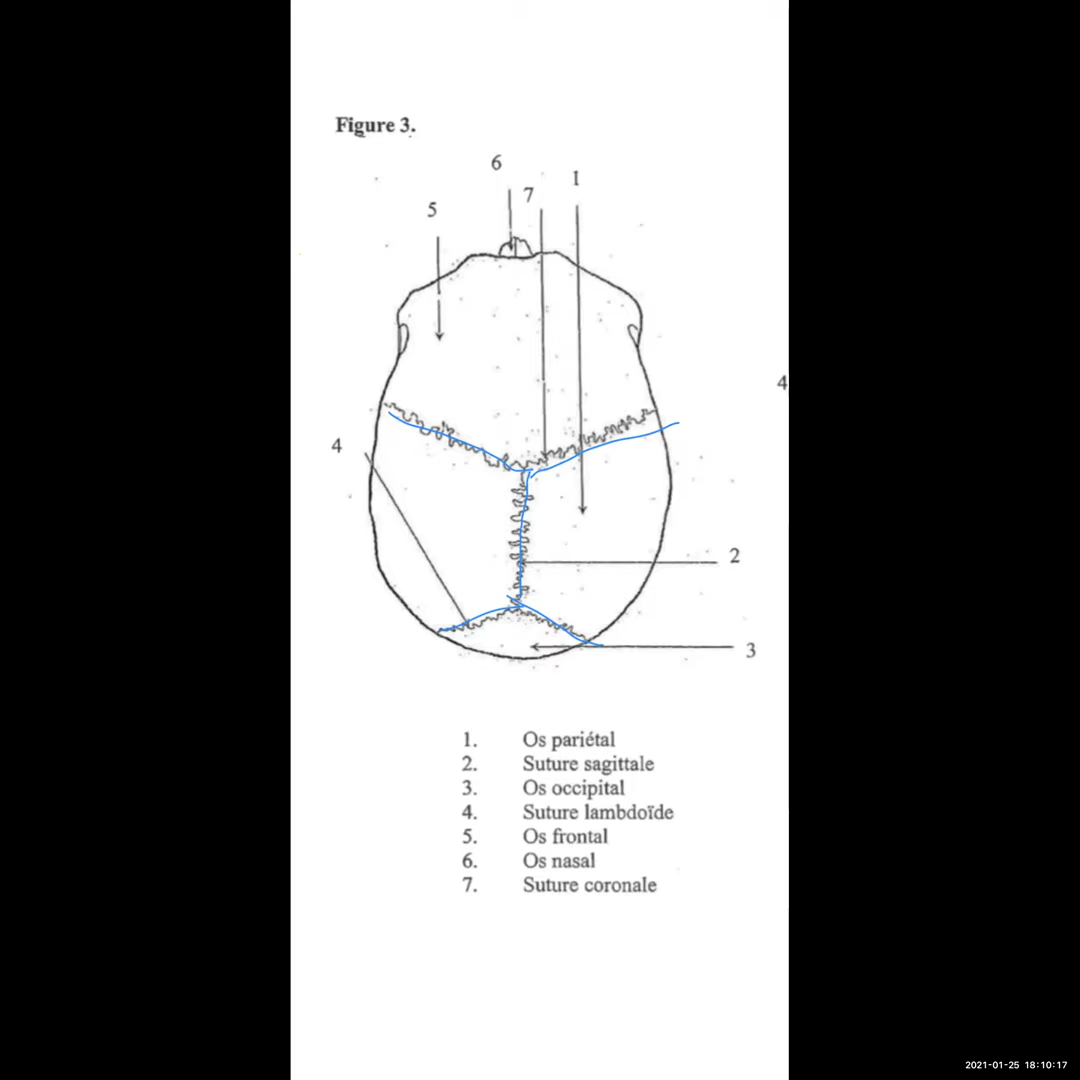 Figure 3.
6
1
7
5
4
4
2
3
1. Os pariétal
2. Suture sagittale
3. Os occipital
4. Suture lambdoïde
5. Os frontal
6. Os nasal
7. Suture coronale
2021-01-25 18:10:17